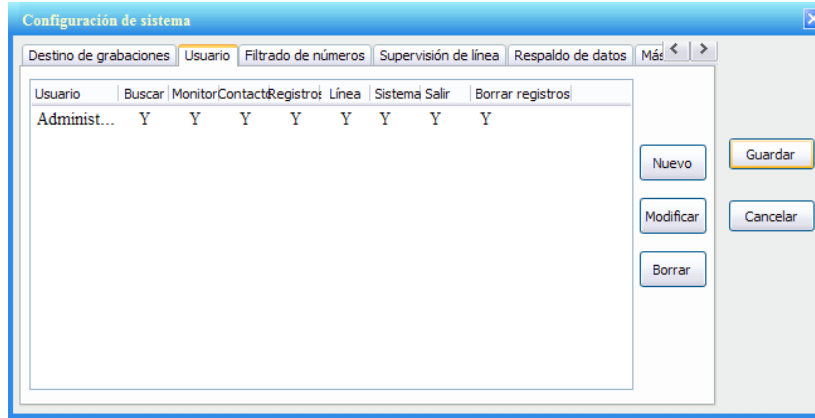 Configuración de sistema
Destino de grabaciones Usuario Filtrado de números Supervisión de línea Respaldo de datos Más
Usuario Buscar Monitor Contacto Registros Línea Sistema Salir Borrar registros
Administ... Y Y Y Y Y Y Y Y
Nuevo
Guardar
Modificar
Cancelar
Borrar